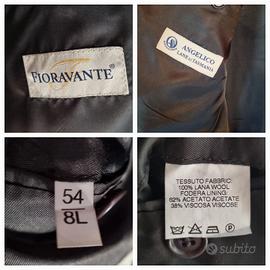 FIORAVANTE®
ANGELICO
LANE di TASMANIA
54
8L
TESSUTO FABBRIC:
100% LANA WOOL
FODERA LINING:
62% ACETATO ACETATE
38% VISCOSA VISCOSE
P
subito